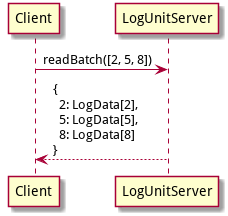 Client LogUnitServer
readBatch([2, 5, 8])
{
2: LogData[2],
5: LogData[5],
8: LogData[8]
}
Client LogUnitServer